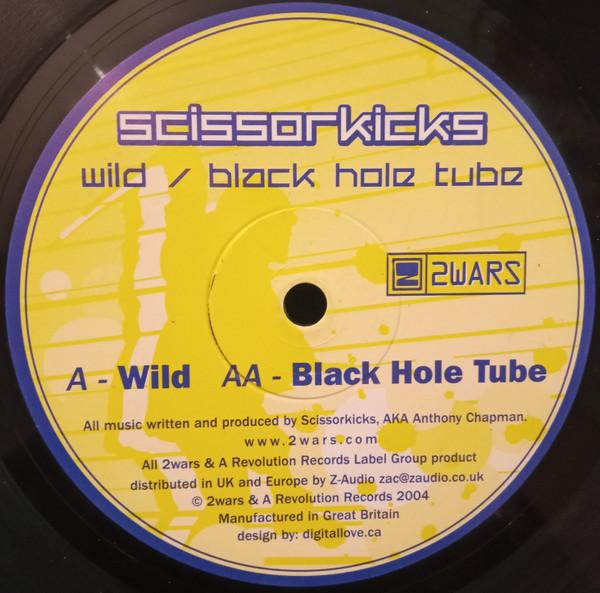 scissorkicks
wild / black hole tube
2WARS
A - Wild AA - Black Hole Tube
All music written and produced by Scissorkicks, AKA Anthony Chapman.
www.2wars.com
All 2wars & A Revolution Records Label Group product
distributed in UK and Europe by Z-Audio zac@zaudio.co.uk
© 2wars & A Revolution Records 2004
Manufactured in Great Britain
design by: digitallove.ca